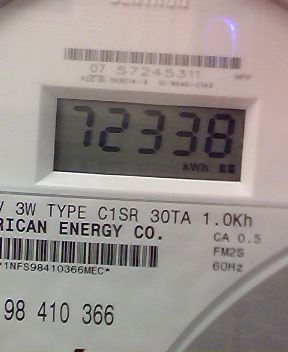 07 57245311
72338
kWh
V 3W TYPE C1SR 30TA 1.0Kh
RICAN ENERGY CO.
CA 0.5
FM2S
60Hz
*1NFS98410366MEC*
98 410 366